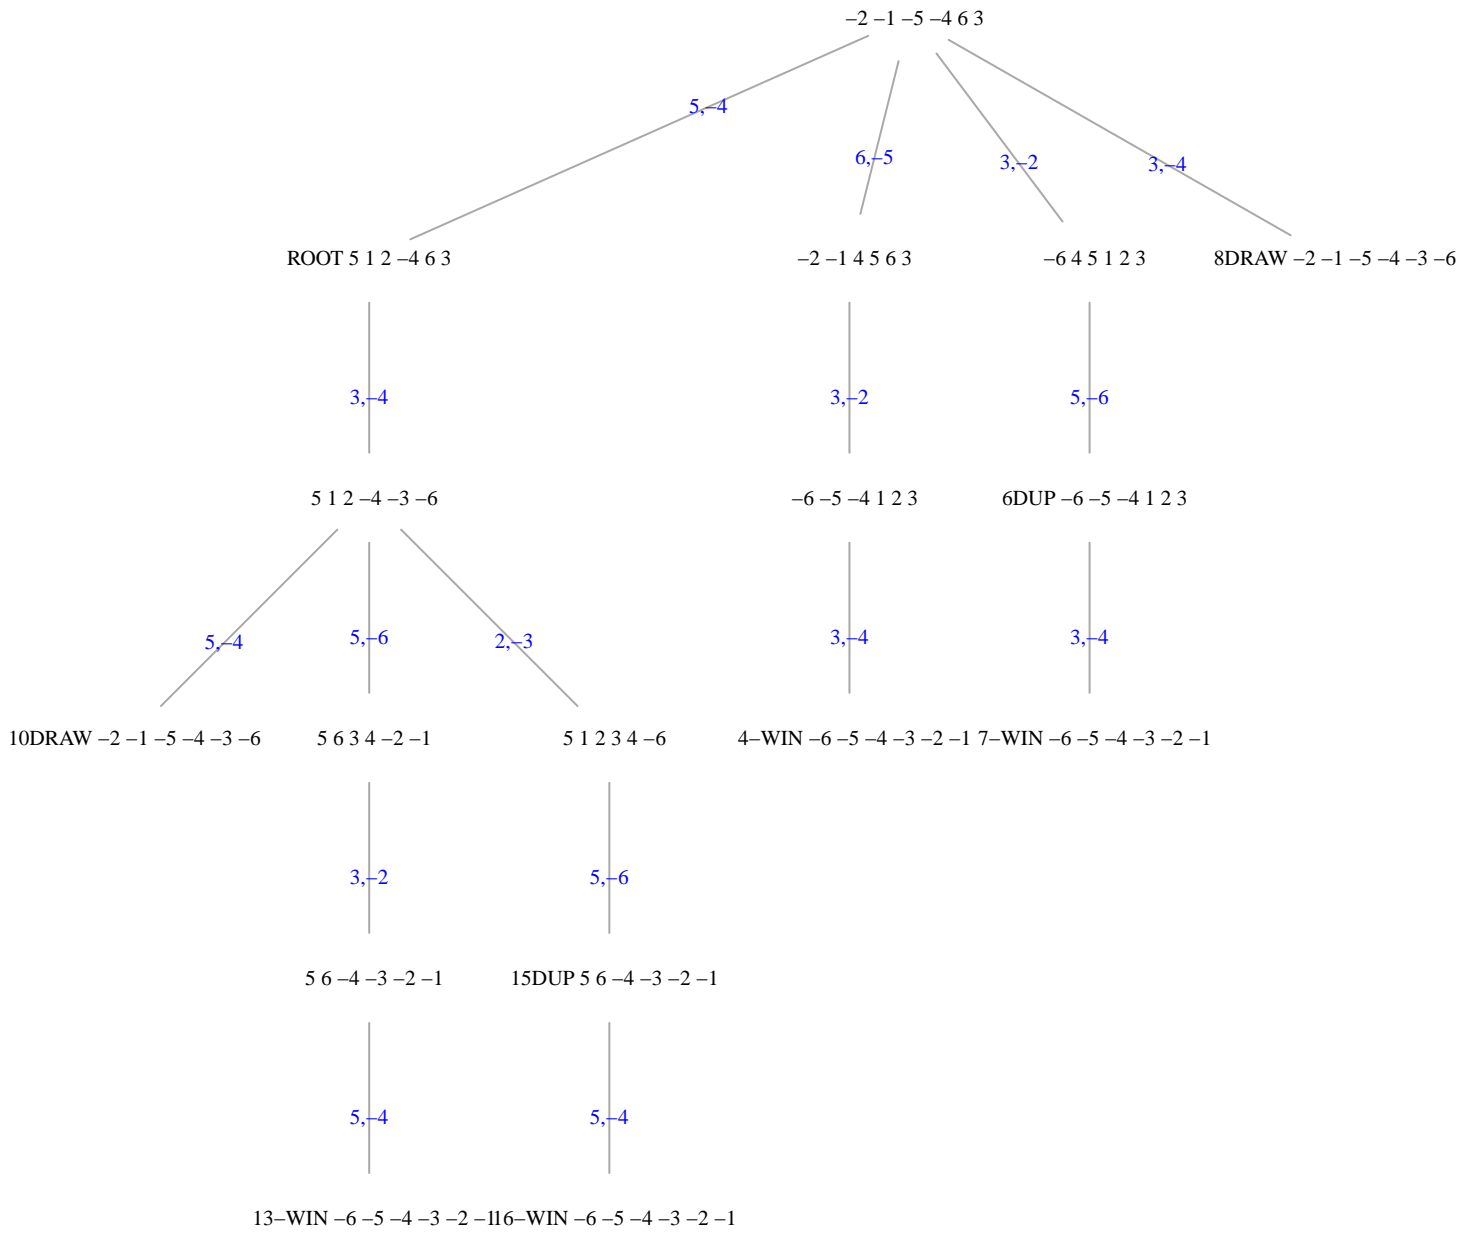 –2 –1 –5 –4 6 3
5,–4
6,–5
3,–2
3,–4
ROOT 5 1 2 –4 6 3
–2 –1 4 5 6 3
–6 4 5 1 2 3
8DRAW –2 –1 –5 –4 –3 –6
3,–4
3,–2
5,–6
5 1 2 –4 –3 –6
–6 –5 –4 1 2 3
6DUP –6 –5 –4 1 2 3
5,–4
5,–6
2,–3
3,–4
3,–4
10DRAW –2 –1 –5 –4 –3 –6
5 6 3 4 –2 –1
5 1 2 3 4 –6
4–WIN –6 –5 –4 –3 –2 –1
7–WIN –6 –5 –4 –3 –2 –1
3,–2
5,–6
5 6 –4 –3 –2 –1
15DUP 5 6 –4 –3 –2 –1
5,–4
5,–4
13–WIN –6 –5 –4 –3 –2 –1
16–WIN –6 –5 –4 –3 –2 –1